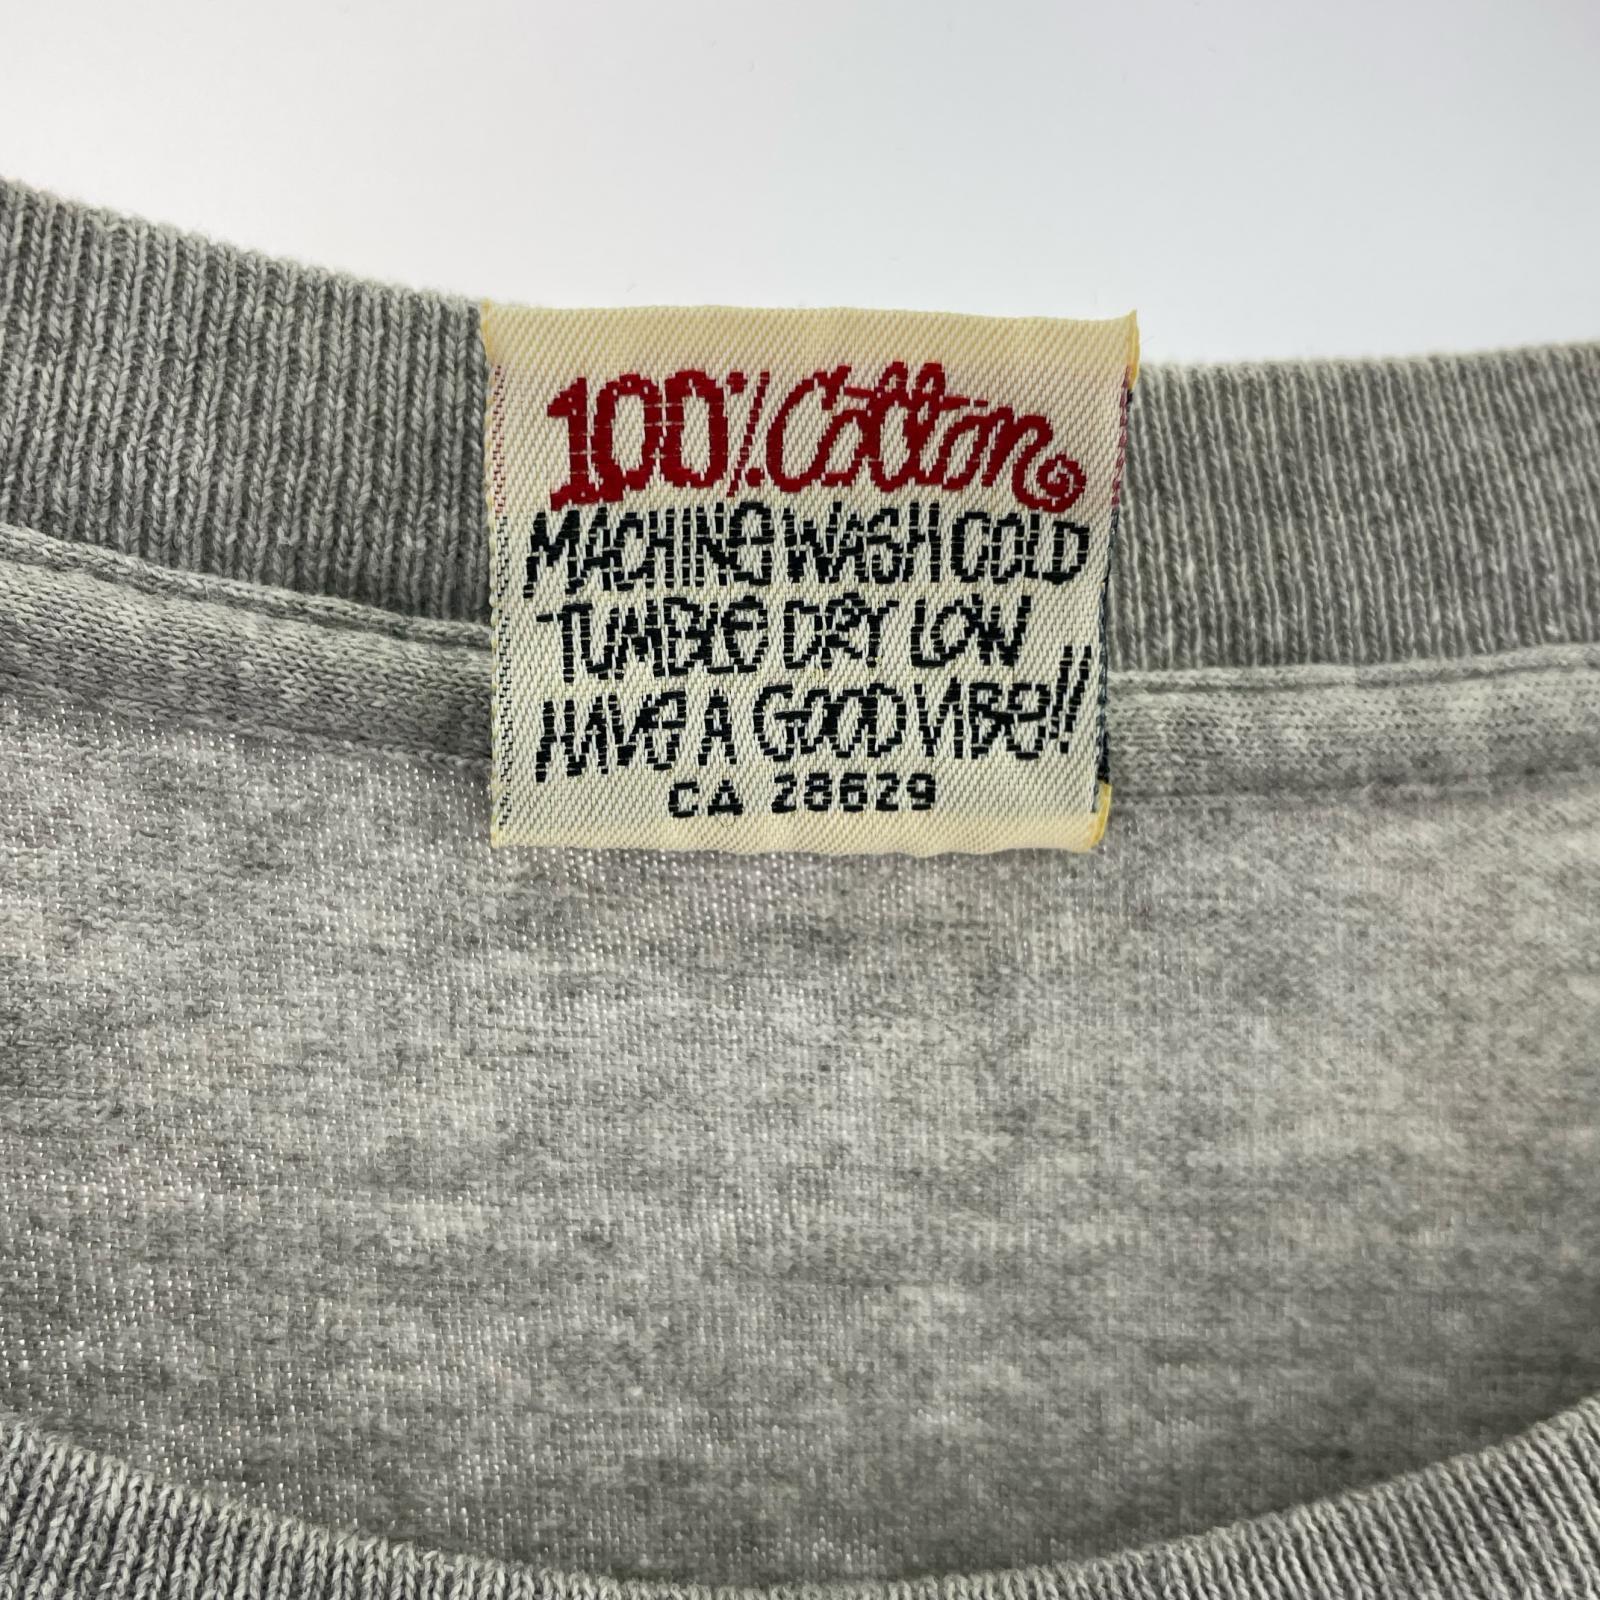 100% Cotton
MACHINE WASH COLD
TUMBLE DRY LOW
HAVE A GOOD VIBE!!
CA 28629